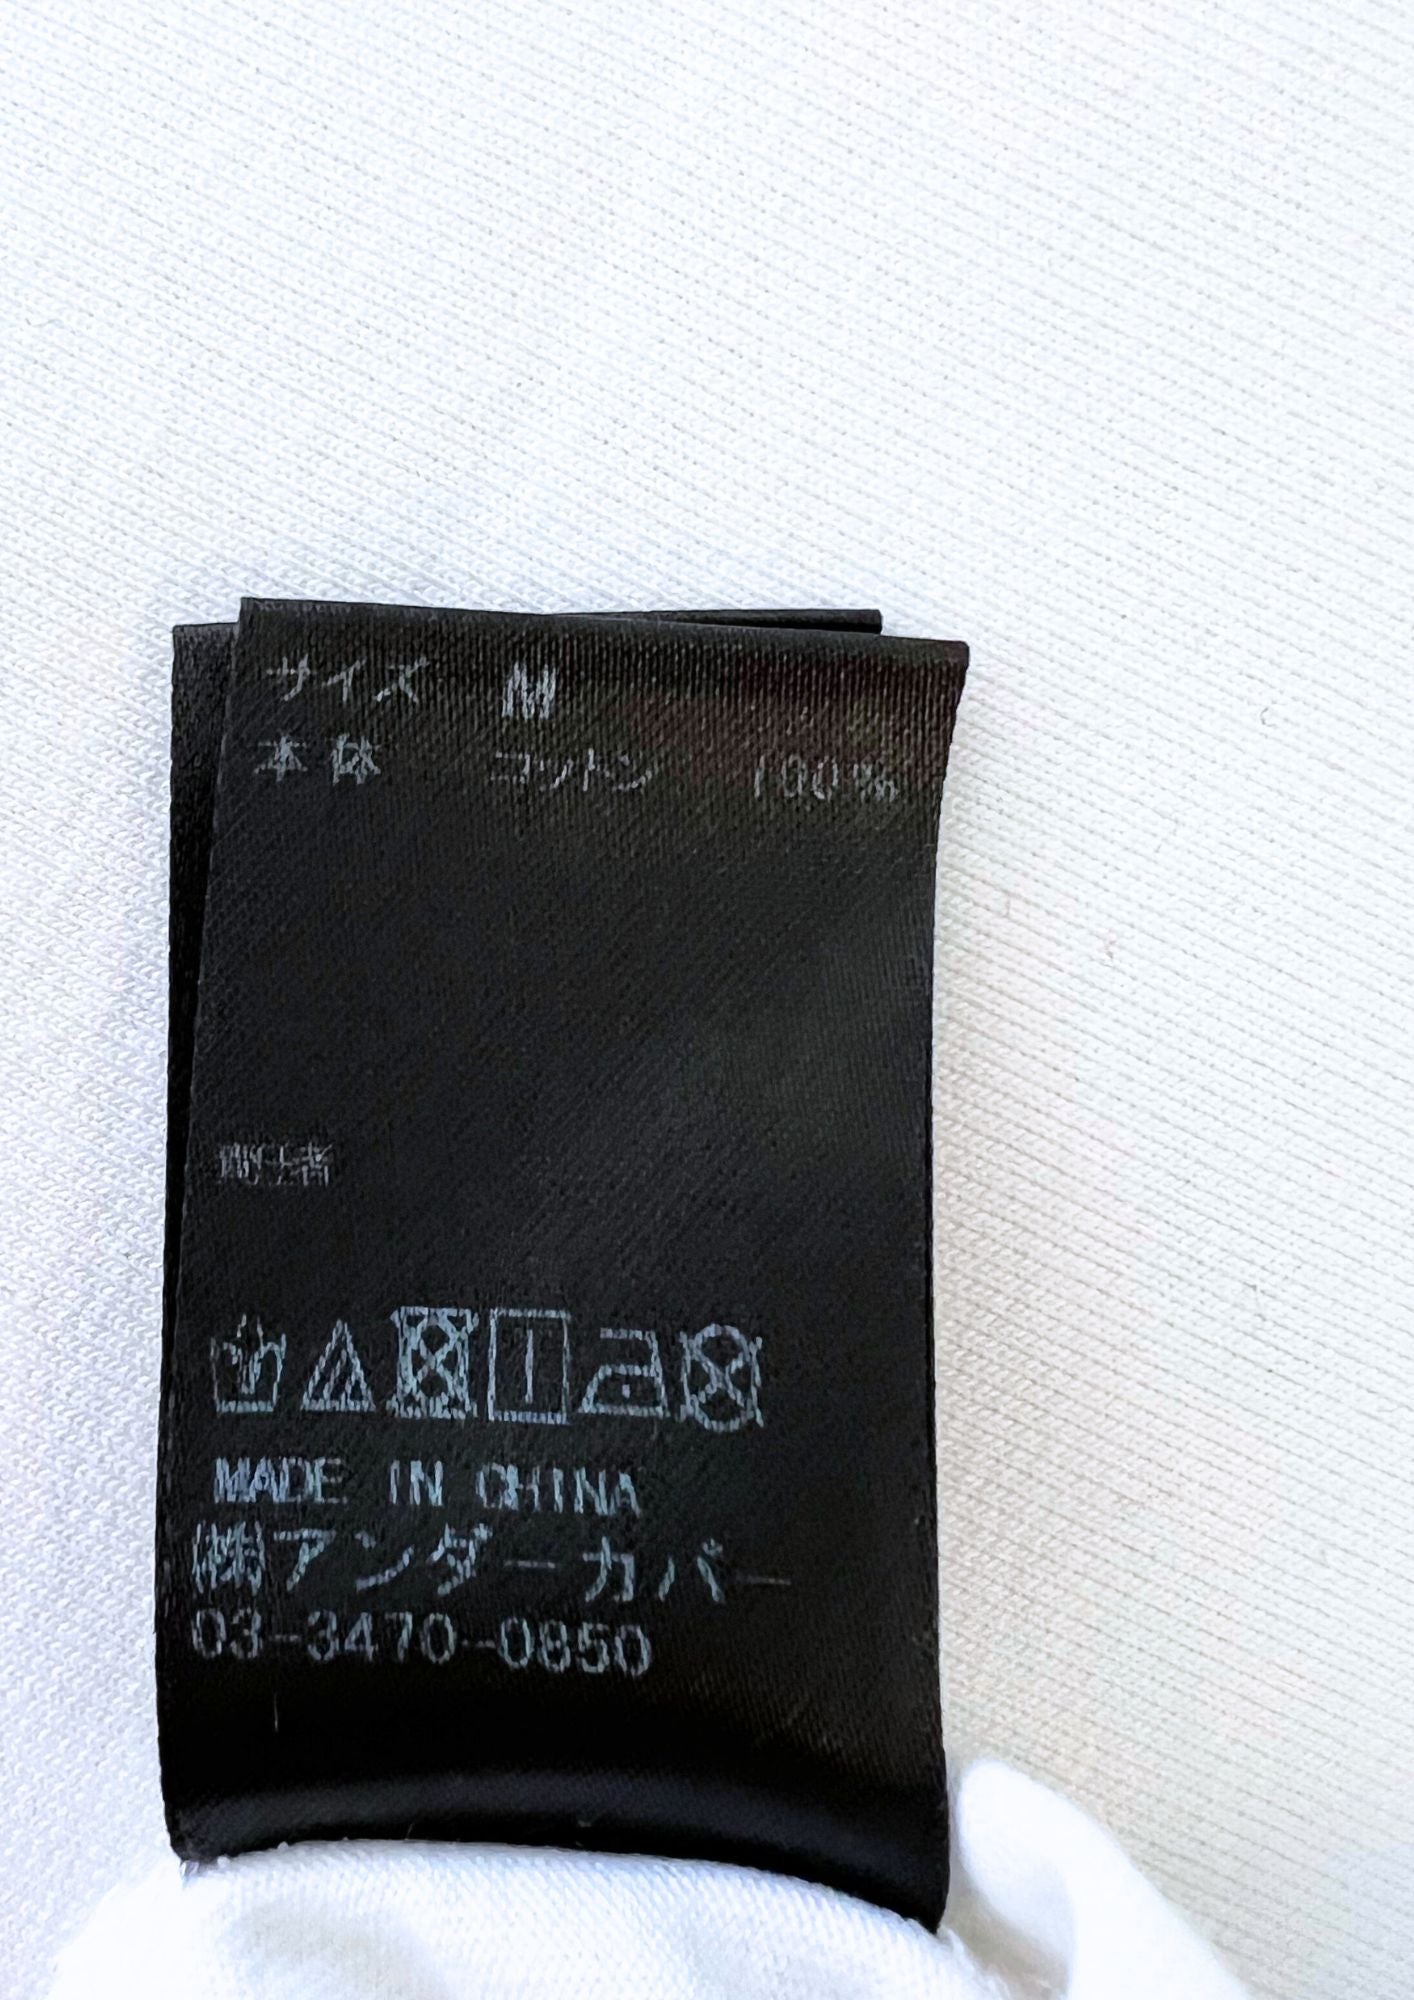 サイズ M
本体 コットン 100%
MADE IN CHINA
㈱アンダーカバー
03-3470-0850